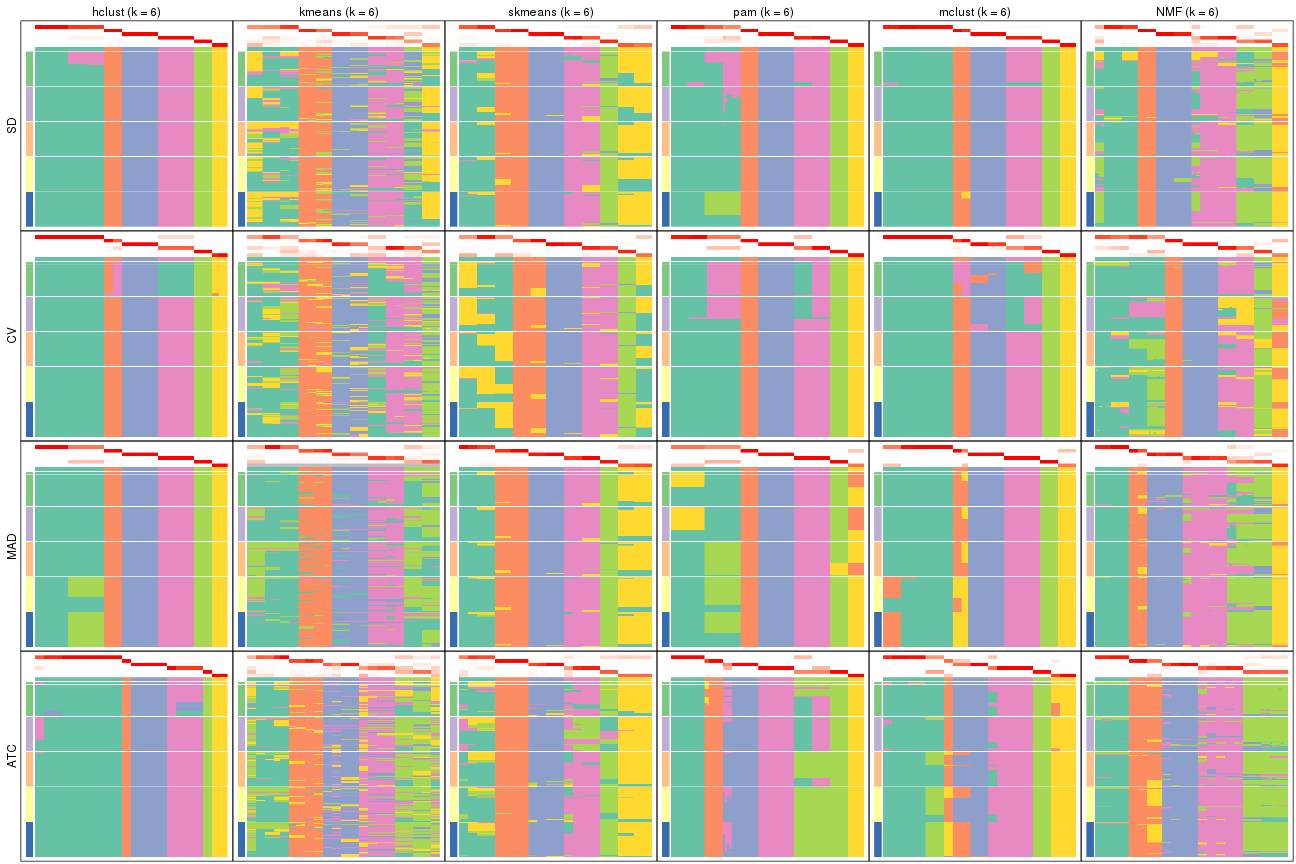 hclust (k = 6)
kmeans (k = 6)
skmeans (k = 6)
pam (k = 6)
mclust (k = 6)
NMF (k = 6)
SD
CV
MAD
ATC